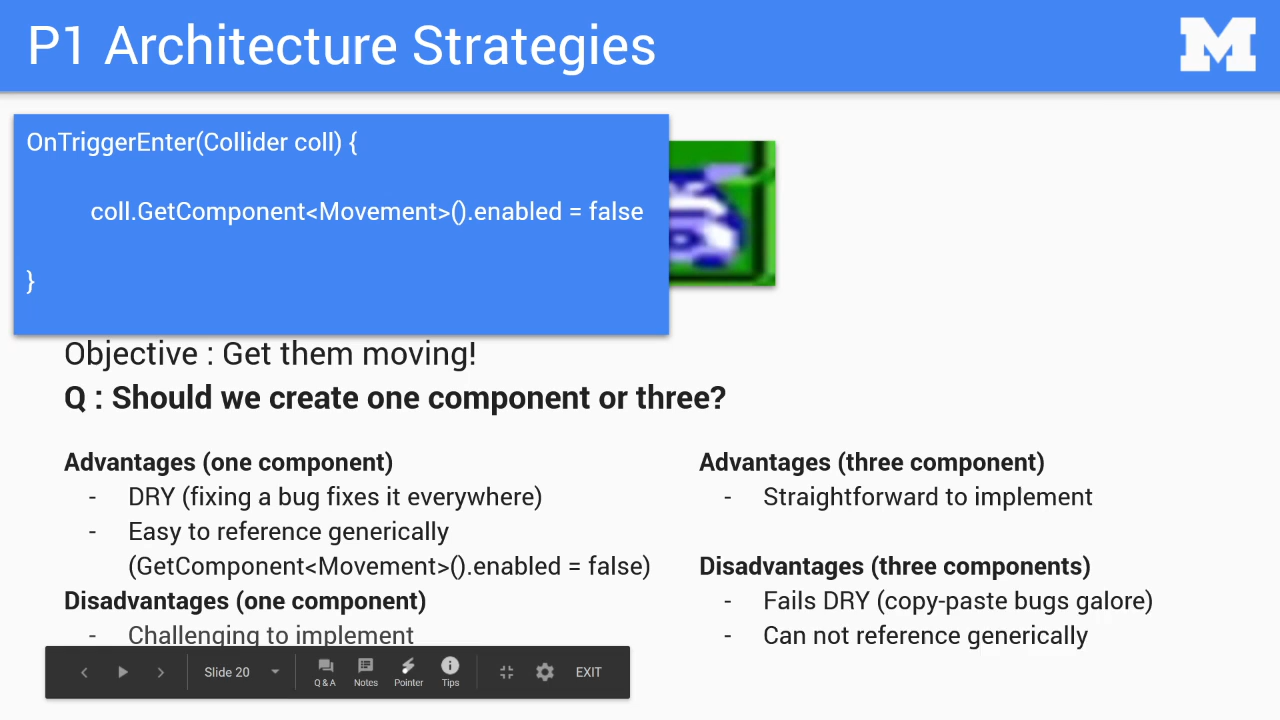 P1 Architecture Strategies
M
OnTriggerEnter(Collider coll) {
coll.GetComponent<Movement>().enabled = false
}
Objective : Get them moving!
Q : Should we create one component or three?
Advantages (one component)
- DRY (fixing a bug fixes it everywhere)
- Easy to reference generically
(GetComponent<Movement>().enabled = false)
Disadvantages (one component)
- Challenging to implement
Advantages (three component)
- Straightforward to implement
Disadvantages (three components)
- Fails DRY (copy-paste bugs galore)
- Can not reference generically
Slide 20
Q & A
Notes
Pointer
Tips
EXIT